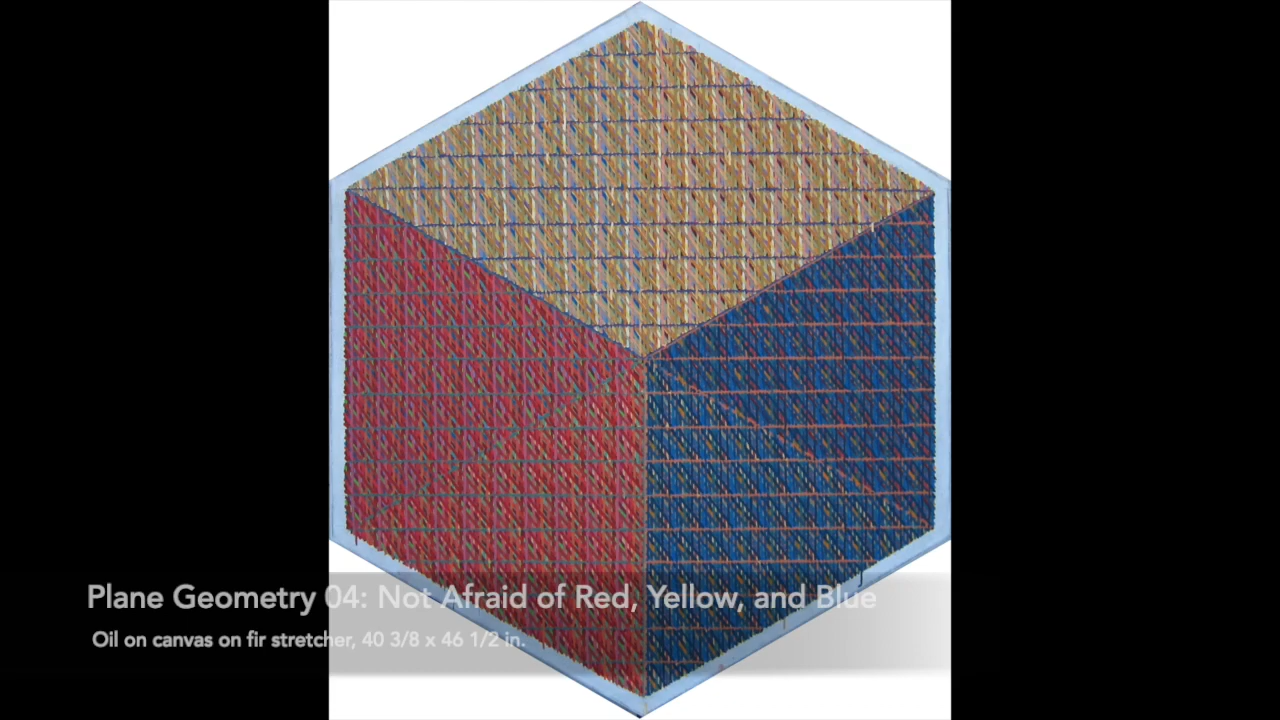 Plane Geometry 04: Not Afraid of Red, Yellow, and Blue
Oil on canvas on fir stretcher, 40 3/8 x 46 1/2 in.